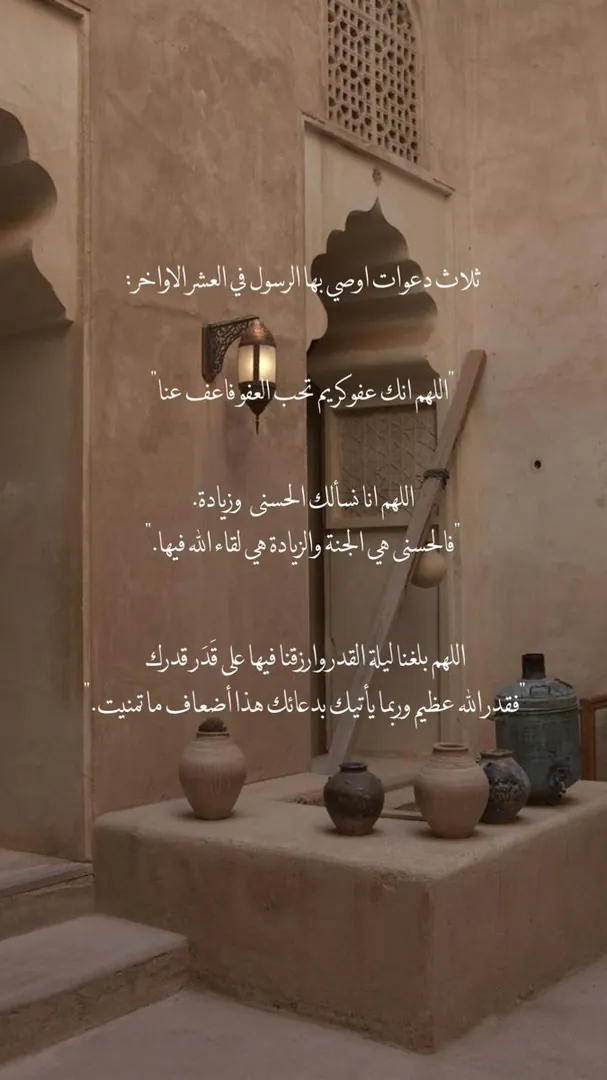 ثلاث دعوات اوصي بها الرسول في العشر الاواخر:
"اللهم انك عفو كريم تحب العفو فاعف عنا"
اللهم انا نسألك الحسنى وزيادة.
"فالحسنى هي الجنة والزيادة هي لقاء الله فيها."
اللهم بلغنا ليلة القدر وارزقنا فيها على قَدَر قدرك
"فقدر الله عظيم وربما يأتيك بدعائك هذا أضعاف ما تمنيت."